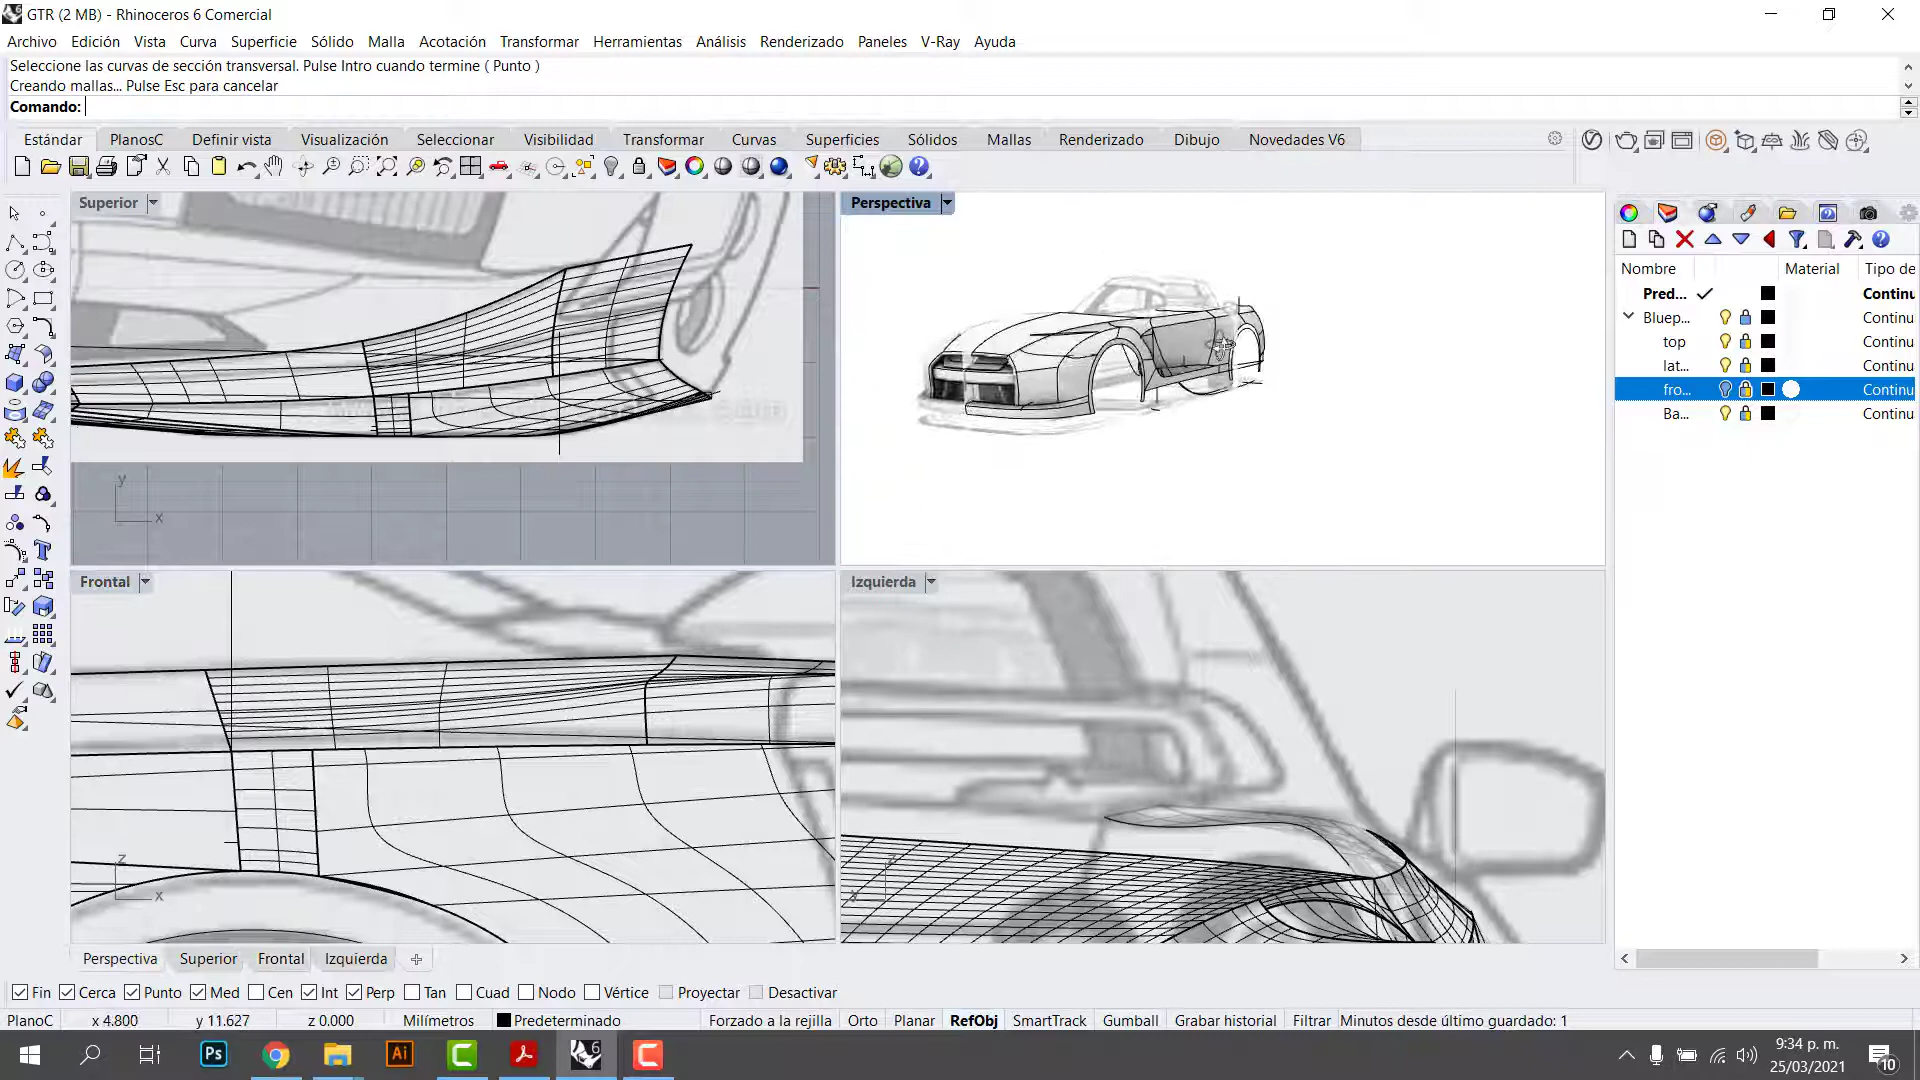 GTR (2 MB) - Rhinoceros 6 Comercial
Archivo Edición Vista Curva Superficie Sólido Malla Acotación Transformar Herramientas Análisis Renderizado Paneles V-Ray Ayuda
Seleccione las curvas de sección transversal. Pulse Intro cuando termine ( Punto )
Creando mallas... Pulse Esc para cancelar
Comando:
Estándar PlanosC Definir vista Visualización Seleccionar Visibilidad Transformar Curvas Superficies Sólidos Mallas Renderizado Dibujo Novedades V6
Superior
Perspectiva
Nombre Material Tipo de
Pred... Continu
Bluep... Continu
top Continu
lat... Continu
fro... Continu
Ba... Continu
y
x
Frontal
Izquierda
z
x
Perspectiva Superior Frontal Izquierda
Fin Cerca Punto Med Cen Int Perp Tan Cuad Nodo Vértice Proyectar Desactivar
PlanoC x 4.800 y 11.627 z 0.000 Milímetros Predeterminado Forzado a la rejilla Orto Planar RefObj SmartTrack Gumball Grabar historial Filtrar Minutos desde último guardado: 1
Ps Ai C 6 C
9:34 p. m.
25/03/2021
10